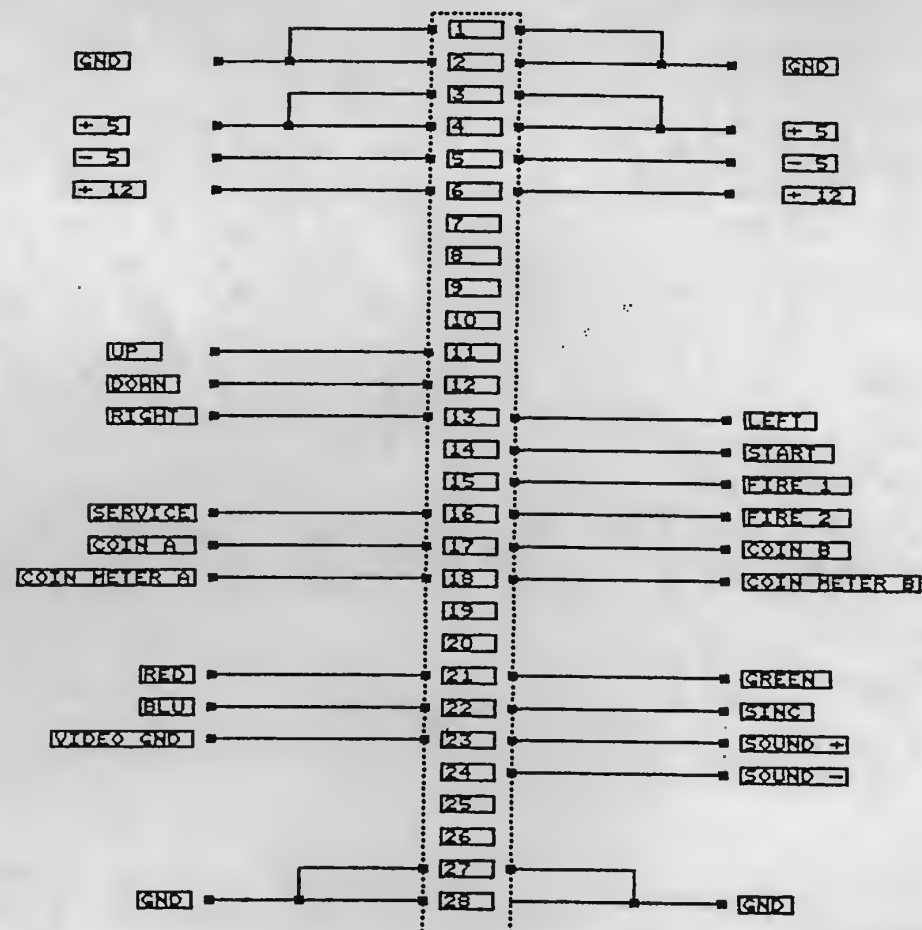 1
GND 2 GND
3
+ 5 4 + 5
- 5 5 - 5
+ 12 6 + 12
7
8
9
10
UP 11
DOWN 12
RIGHT 13 LEFT
14 START
15 FIRE 1
SERVICE 16 FIRE 2
COIN A 17 COIN B
COIN METER A 18 COIN METER B
19
20
RED 21 GREEN
BLU 22 SINC
VIDEO GND 23 SOUND +
24 SOUND -
25
26
27
GND 28 GND